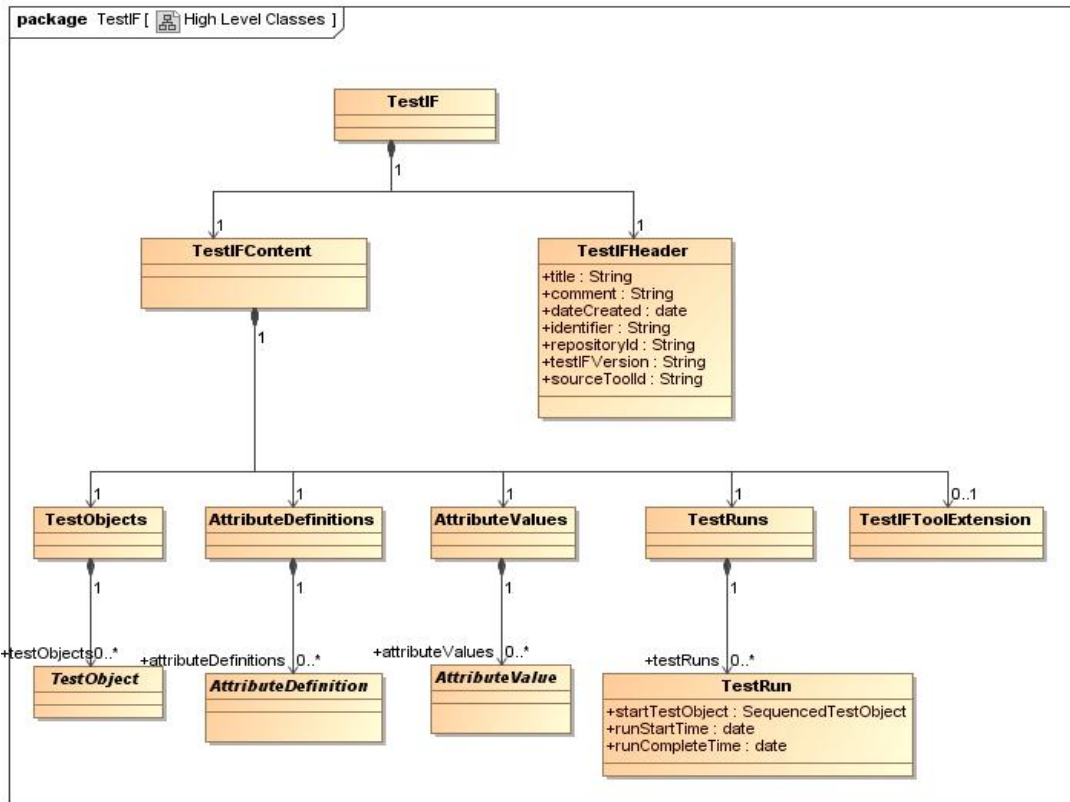 package TestIF [ High Level Classes ]
TestIF
1
1
1
TestIFContent
TestIFHeader
+title : String
+comment : String
+dateCreated : date
+identifier : String
+repositoryId : String
+testIFVersion : String
+sourceToolId : String
1
1
1
1
1
0..1
TestObjects
AttributeDefinitions
AttributeValues
TestRuns
TestIFToolExtension
1
1
1
1
+testObjects 0..*
+attributeDefinitions 0..*
+attributeValues 0..*
+testRuns 0..*
TestObject
AttributeDefinition
AttributeValue
TestRun
+startTestObject : SequencedTestObject
+runStartTime : date
+runCompleteTime : date